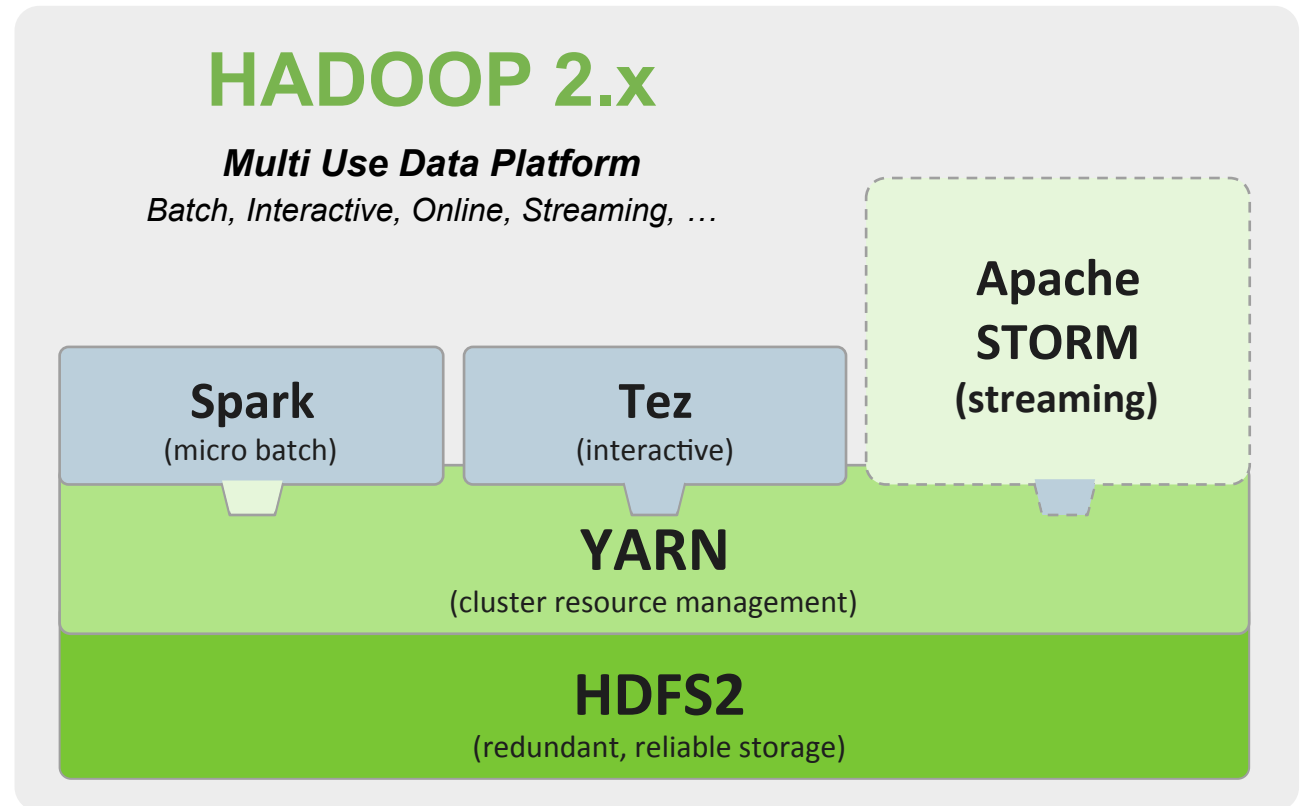 HADOOP 2.x
Multi Use Data Platform
Batch, Interactive, Online, Streaming, …
Apache
STORM
(streaming)
Spark
(micro batch)
Tez
(interactive)
YARN
(cluster resource management)
HDFS2
(redundant, reliable storage)